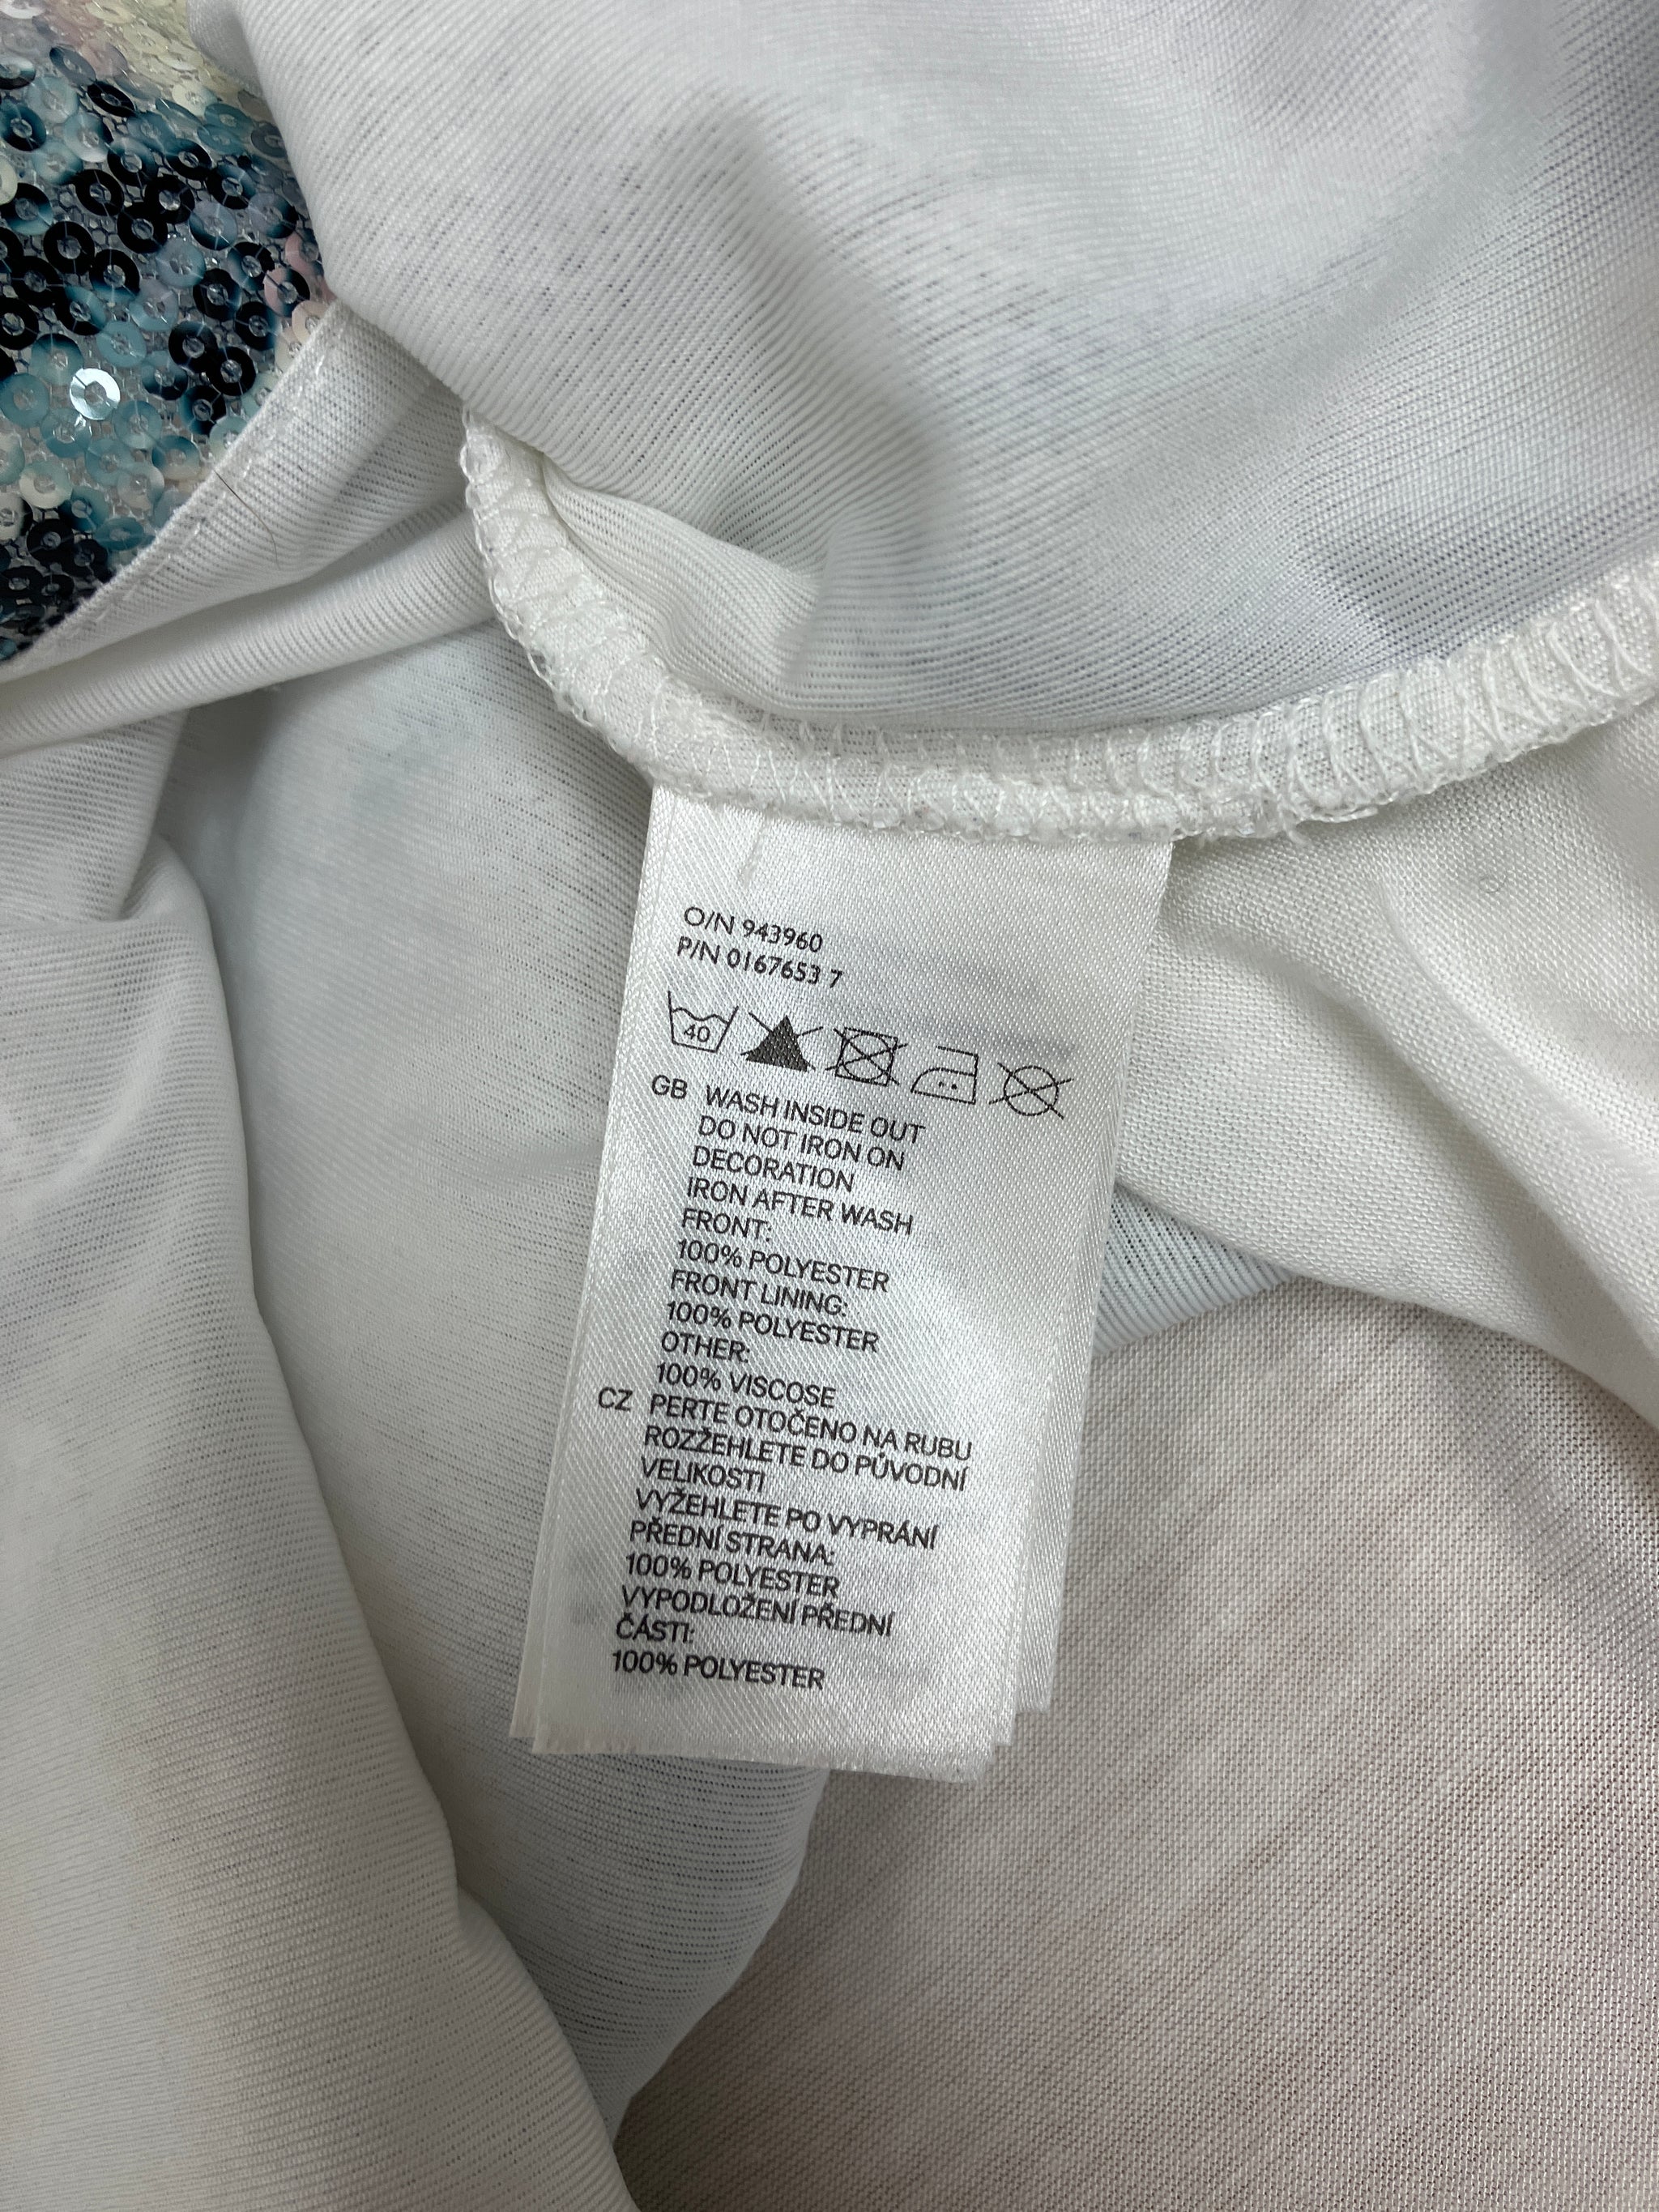 O/N 943960
P/N 0167653 7
40
GB WASH INSIDE OUT
DO NOT IRON ON
DECORATION
IRON AFTER WASH
FRONT:
100% POLYESTER
FRONT LINING:
100% POLYESTER
OTHER:
100% VISCOSE
CZ PERTE OTOČENO NA RUBU
ROZŽEHLETE DO PŮVODNÍ
VELIKOSTI
VYŽEHLETE PO VYPRÁNÍ
PŘEDNÍ STRANA:
100% POLYESTER
VYPODLOŽENÍ PŘEDNÍ
ČÁSTI:
100% POLYESTER